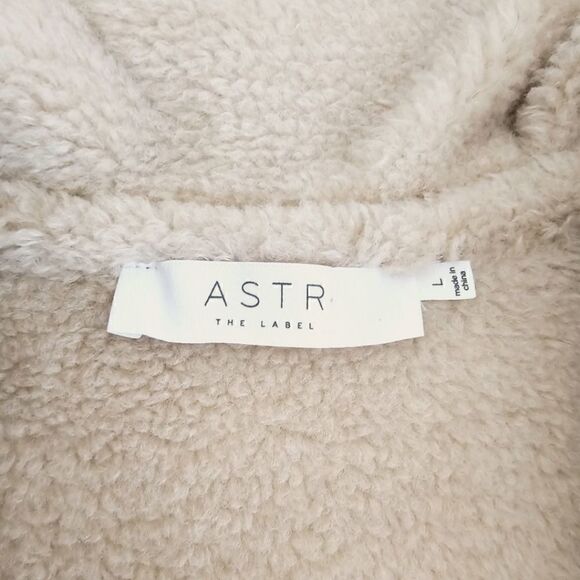 ASTR
THE LABEL
L
made in
china